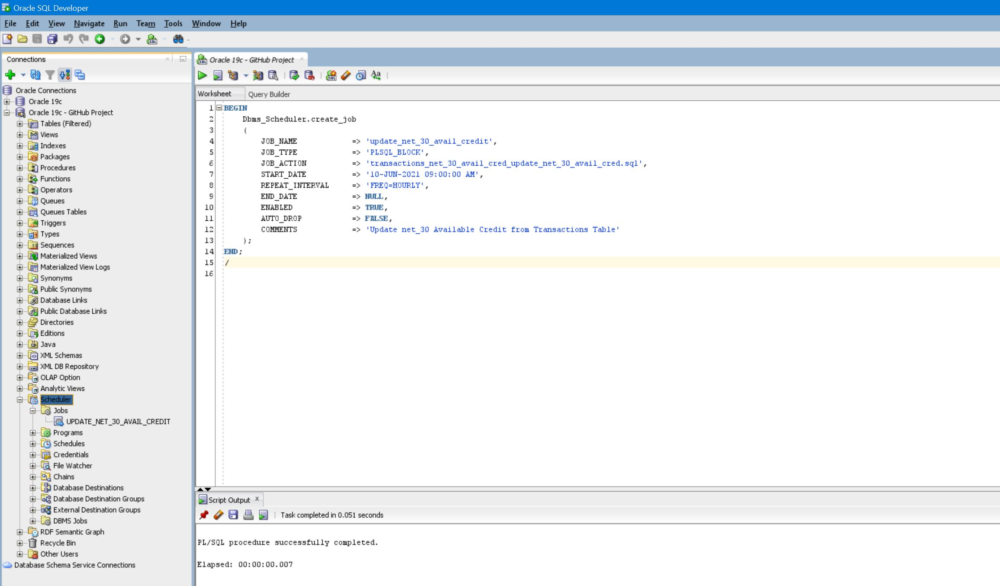 Oracle SQL Developer
File Edit View Navigate Run Team Tools Window Help
Connections
Oracle Connections
Oracle 19c
Oracle 19c - GitHub Project
Tables (Filtered)
Views
Indexes
Packages
Procedures
Functions
Operators
Queues
Queues Tables
Triggers
Types
Sequences
Materialized Views
Materialized View Logs
Synonyms
Public Synonyms
Database Links
Public Database Links
Directories
Editions
Java
XML Schemas
XML DB Repository
OLAP Option
Analytic Views
Scheduler
Jobs
UPDATE_NET_30_AVAIL_CREDIT
Programs
Schedules
Credentials
File Watcher
Chains
Database Destinations
Database Destination Groups
External Destination Groups
DBMS Jobs
RDF Semantic Graph
Recycle Bin
Other Users
Database Schema Service Connections
Oracle 19c - GitHub Project
Worksheet Query Builder
1 BEGIN
2 Dbms_Scheduler.create_job
3 (
4 JOB_NAME => 'update_net_30_avail_credit',
5 JOB_TYPE => 'PLSQL_BLOCK',
6 JOB_ACTION => 'transactions_net_30_avail_cred_update_net_30_avail_cred.sql',
7 START_DATE => '10-JUN-2021 09:00:00 AM',
8 REPEAT_INTERVAL => 'FREQ=HOURLY',
9 END_DATE => NULL,
10 ENABLED => TRUE,
11 AUTO_DROP => FALSE,
12 COMMENTS => 'Update net_30 Available Credit from Transactions Table'
13 );
14 END;
15 /
16
Script Output x
Task completed in 0.051 seconds
PL/SQL procedure successfully completed.
Elapsed: 00:00:00.007